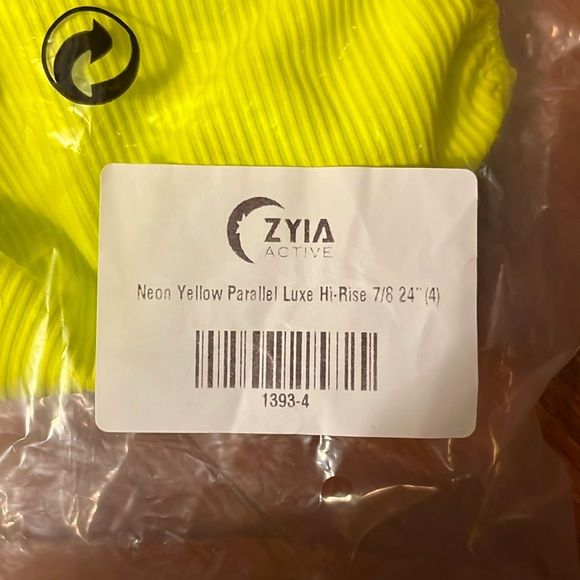 ZYIA
ACTIVE
Neon Yellow Parallel Luxe Hi-Rise 7/8 24" (4)
1393-4